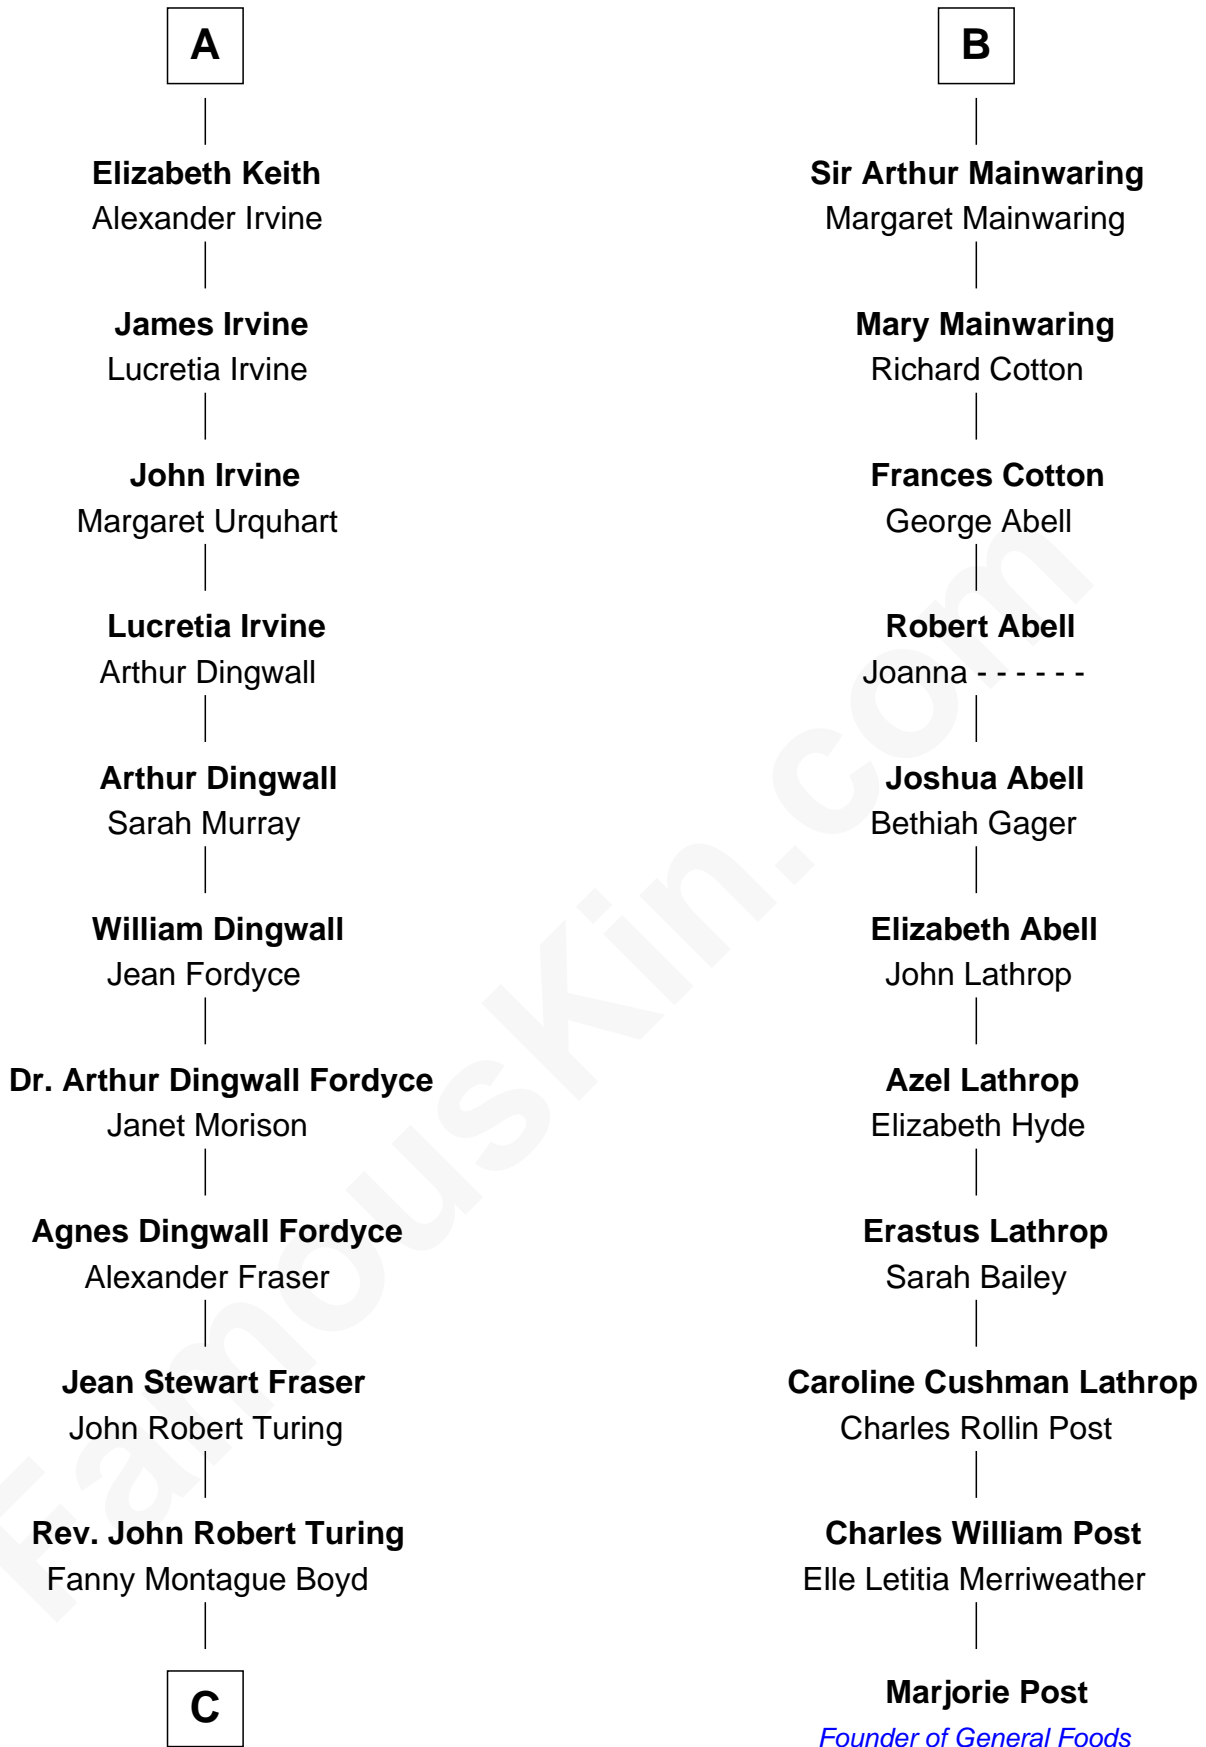 A
Elizabeth Keith
Alexander Irvine
James Irvine
Lucretia Irvine
John Irvine
Margaret Urquhart
Lucretia Irvine
Arthur Dingwall
Arthur Dingwall
Sarah Murray
William Dingwall
Jean Fordyce
Dr. Arthur Dingwall Fordyce
Janet Morison
Agnes Dingwall Fordyce
Alexander Fraser
Jean Stewart Fraser
John Robert Turing
Rev. John Robert Turing
Fanny Montague Boyd
C
B
Sir Arthur Mainwaring
Margaret Mainwaring
Mary Mainwaring
Richard Cotton
Frances Cotton
George Abell
Robert Abell
Joanna - - - - - -
Joshua Abell
Bethiah Gager
Elizabeth Abell
John Lathrop
Azel Lathrop
Elizabeth Hyde
Erastus Lathrop
Sarah Bailey
Caroline Cushman Lathrop
Charles Rollin Post
Charles William Post
Elle Letitia Merriweather
Marjorie Post
Founder of General Foods
FamousKin.com